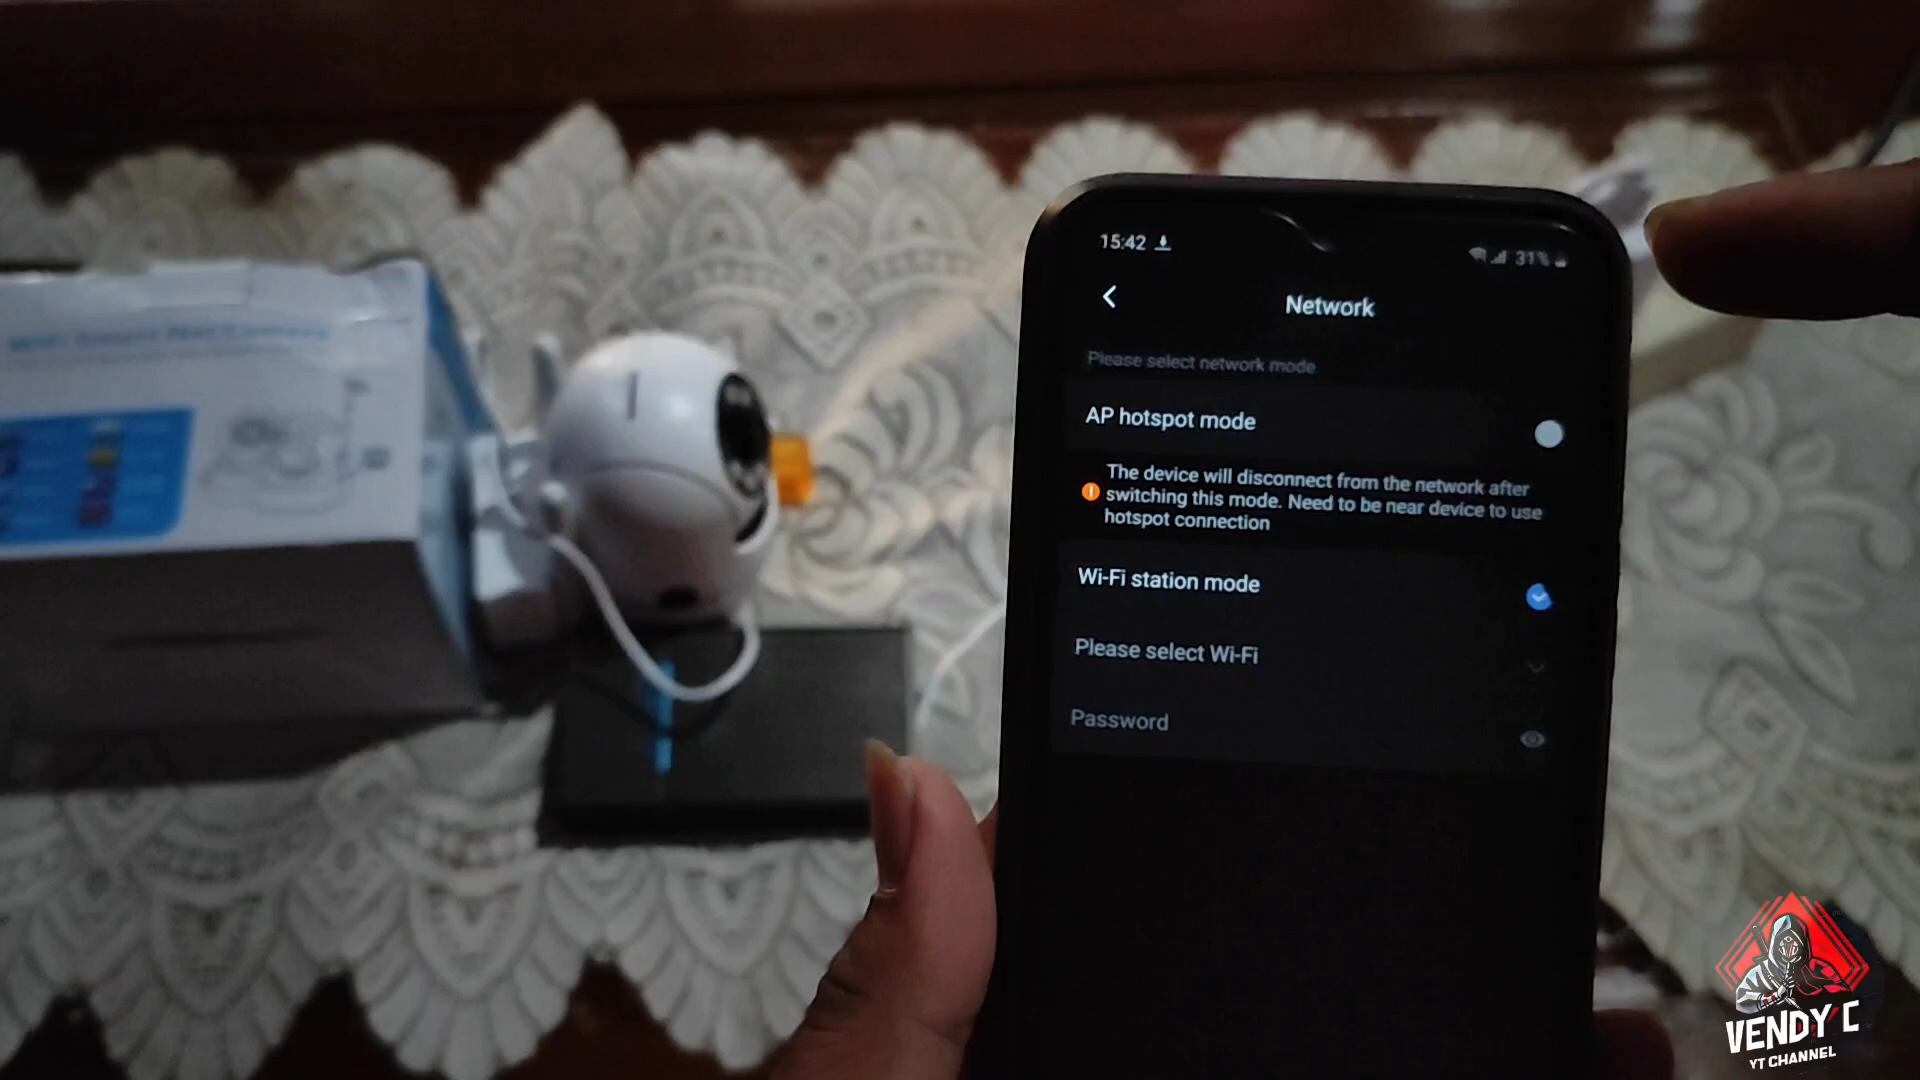 15:42
31%
Network
Please select network mode
AP hotspot mode
The device will disconnect from the network after
switching this mode. Need to be near device to use
hotspot connection
Wi-Fi station mode
Please select Wi-Fi
Password
VENDY C
YT CHANNEL